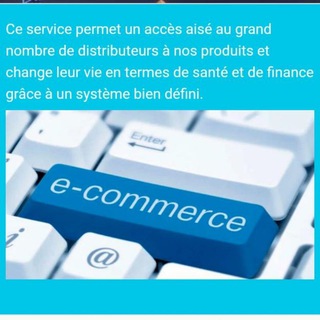 Ce service permet un accès aisé au grand
nombre de distributeurs à nos produits et
change leur vie en termes de santé et de finance
grâce à un système bien défini.
Enter
e-commerce
@